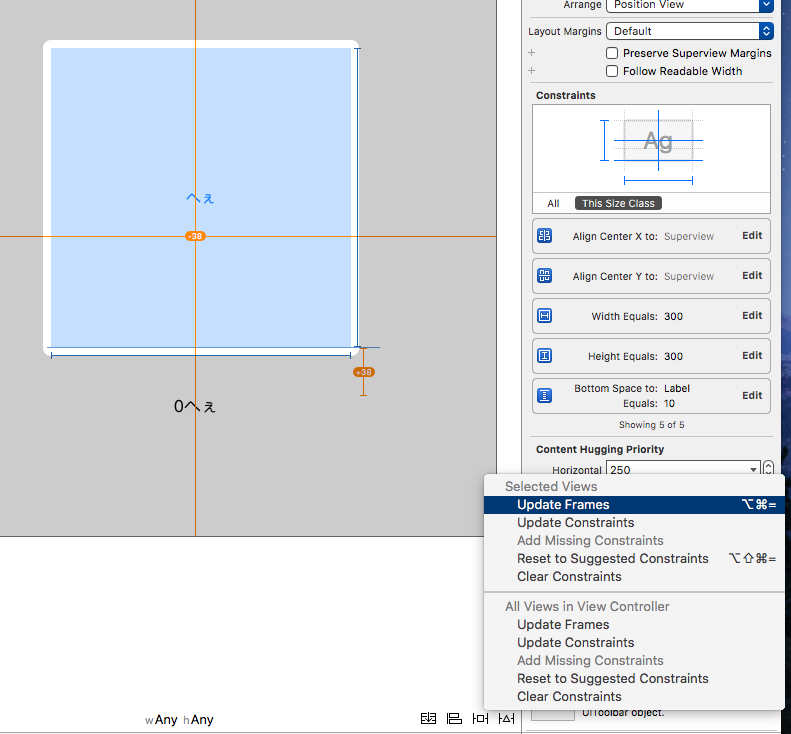 Arrange Position View
Layout Margins Default
Preserve Superview Margins
Follow Readable Width
Constraints
Ag
All This Size Class
Align Center X to: Superview Edit
Align Center Y to: Superview Edit
Width Equals: 300 Edit
Height Equals: 300 Edit
Bottom Space to: Label
Equals: 10 Edit
Showing 5 of 5
Content Hugging Priority
Horizontal 250
へぇ
-38
+38
0へぇ
Selected Views
Update Frames ⌥⌘=
Update Constraints
Add Missing Constraints
Reset to Suggested Constraints ⌥⇧⌘=
Clear Constraints
All Views in View Controller
Update Frames
Update Constraints
Add Missing Constraints
Reset to Suggested Constraints
Clear Constraints
UIToolbar object.
wAny hAny